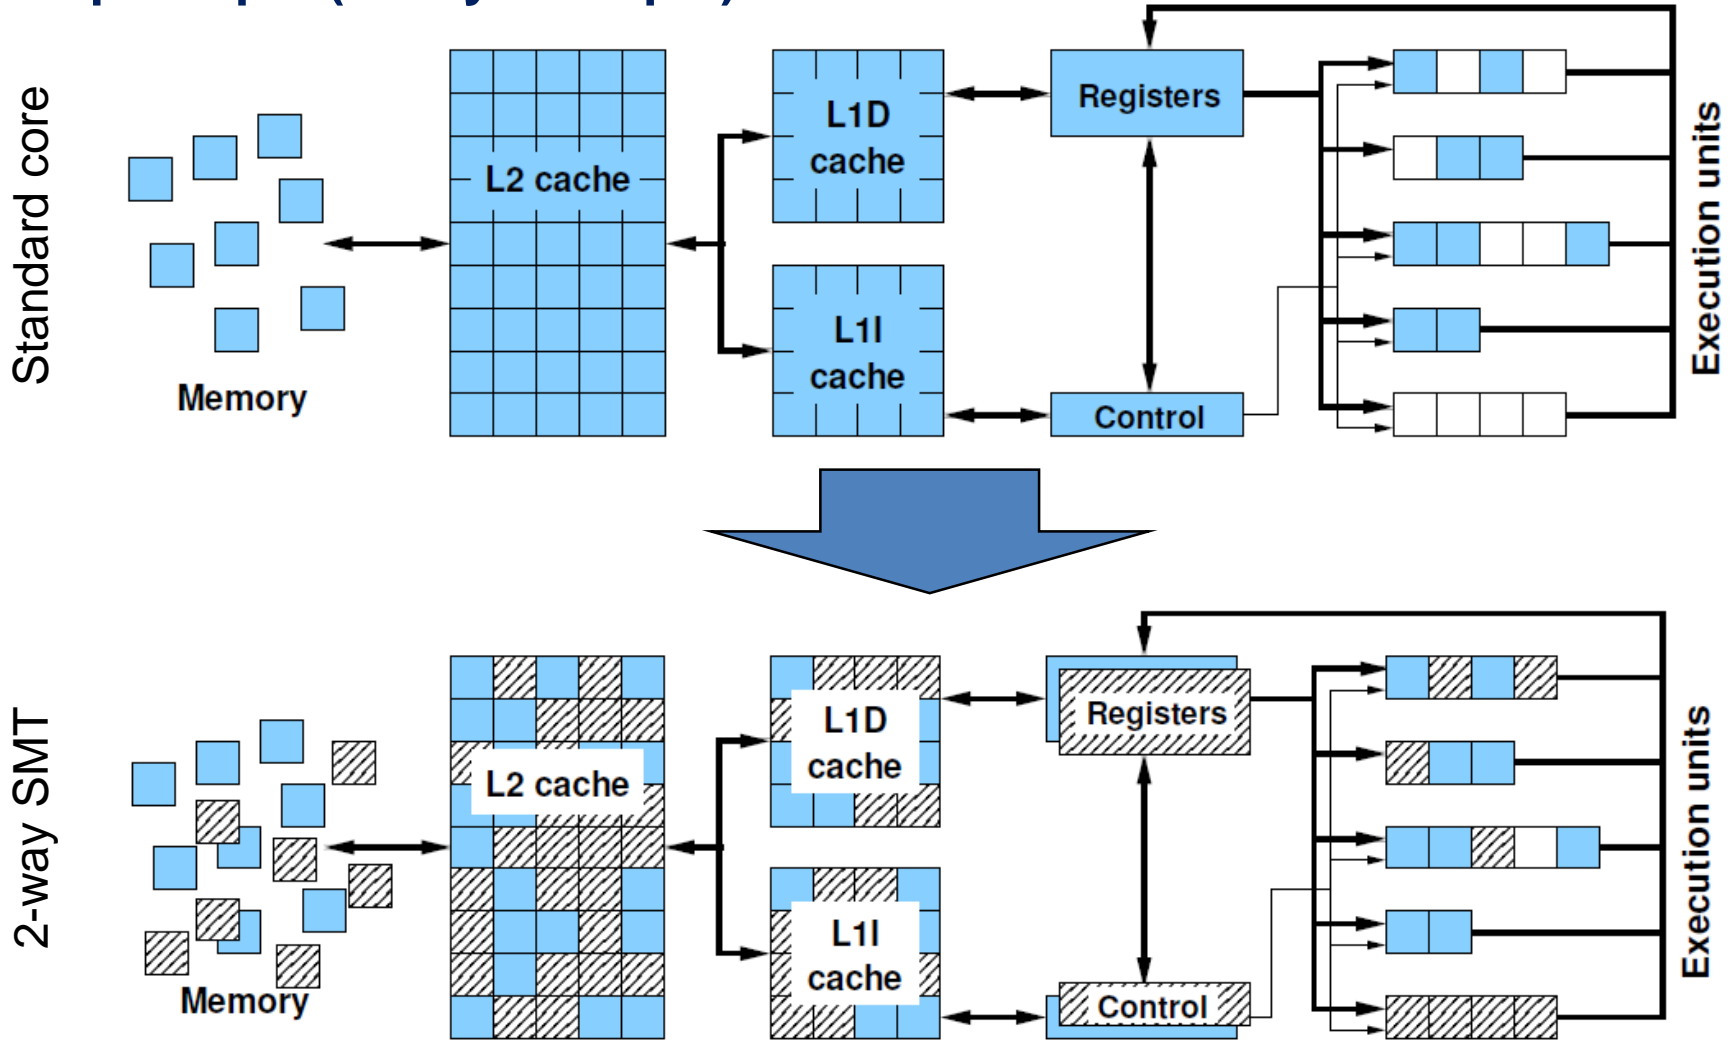 Standard core
Memory
L2 cache
L1D
cache
L1I
cache
Registers
Control
Execution units
2-way SMT
Memory
L2 cache
L1D
cache
L1I
cache
Registers
Control
Execution units